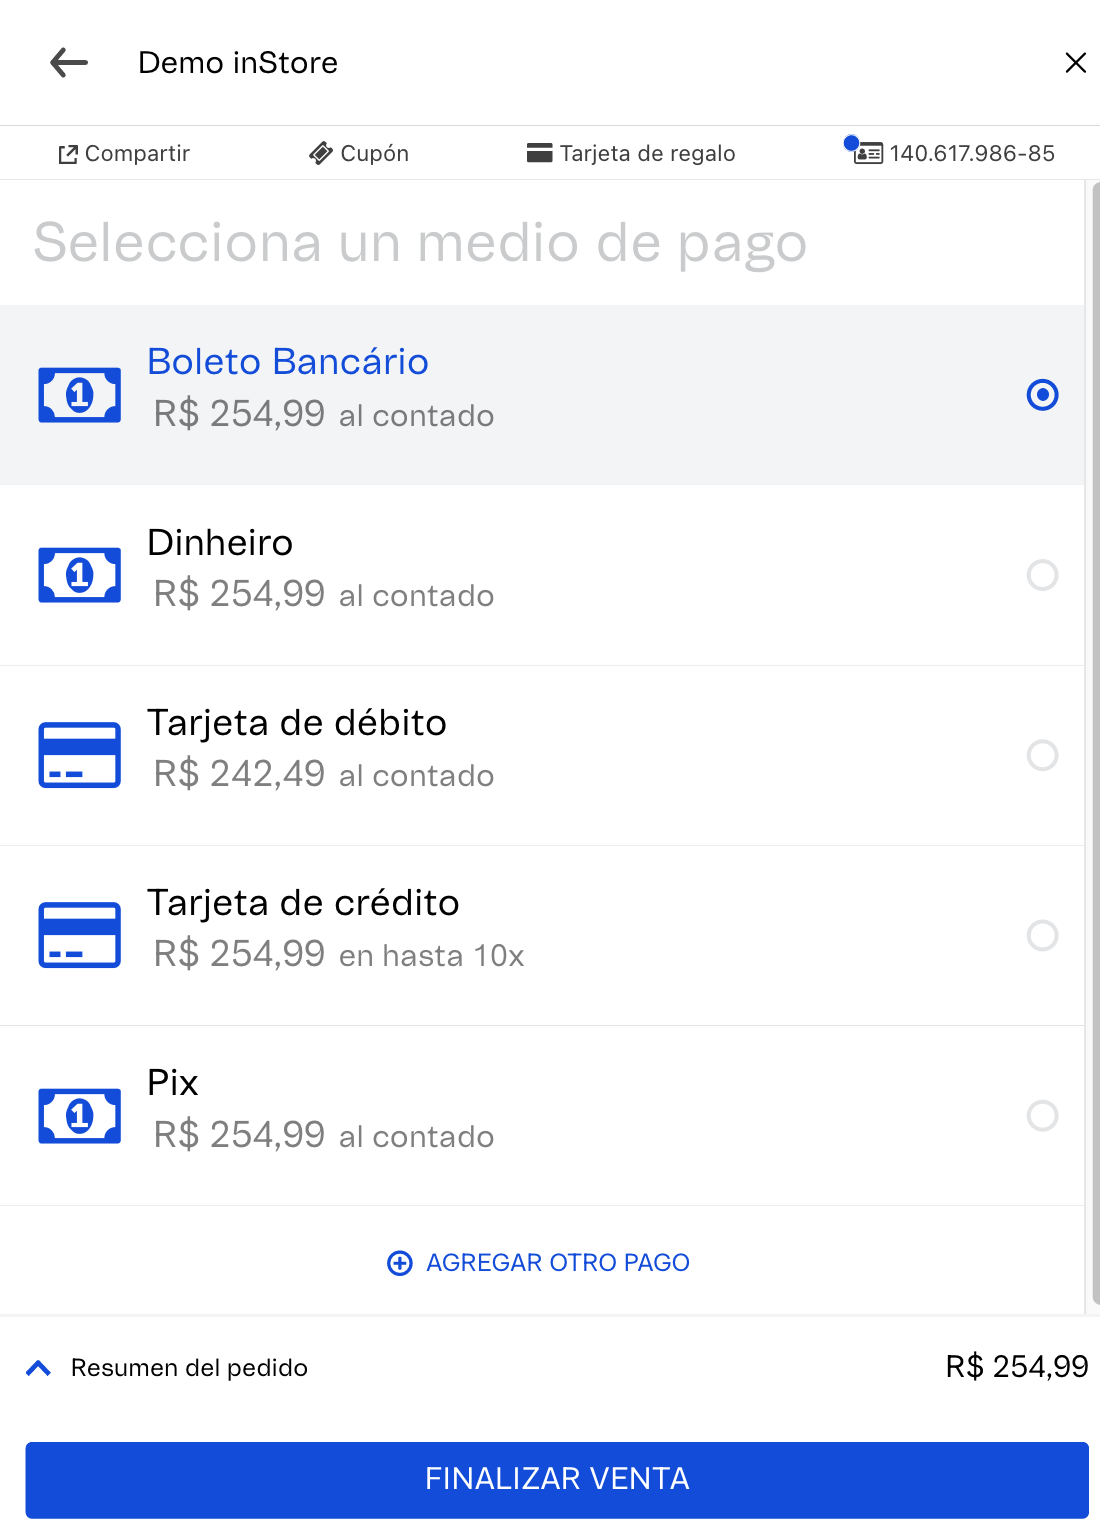 Demo inStore
Compartir Cupón Tarjeta de regalo 140.617.986-85
Selecciona un medio de pago
Boleto Bancário
R$ 254,99 al contado
Dinheiro
R$ 254,99 al contado
Tarjeta de débito
R$ 242,49 al contado
Tarjeta de crédito
R$ 254,99 en hasta 10x
Pix
R$ 254,99 al contado
AGREGAR OTRO PAGO
Resumen del pedido R$ 254,99
FINALIZAR VENTA